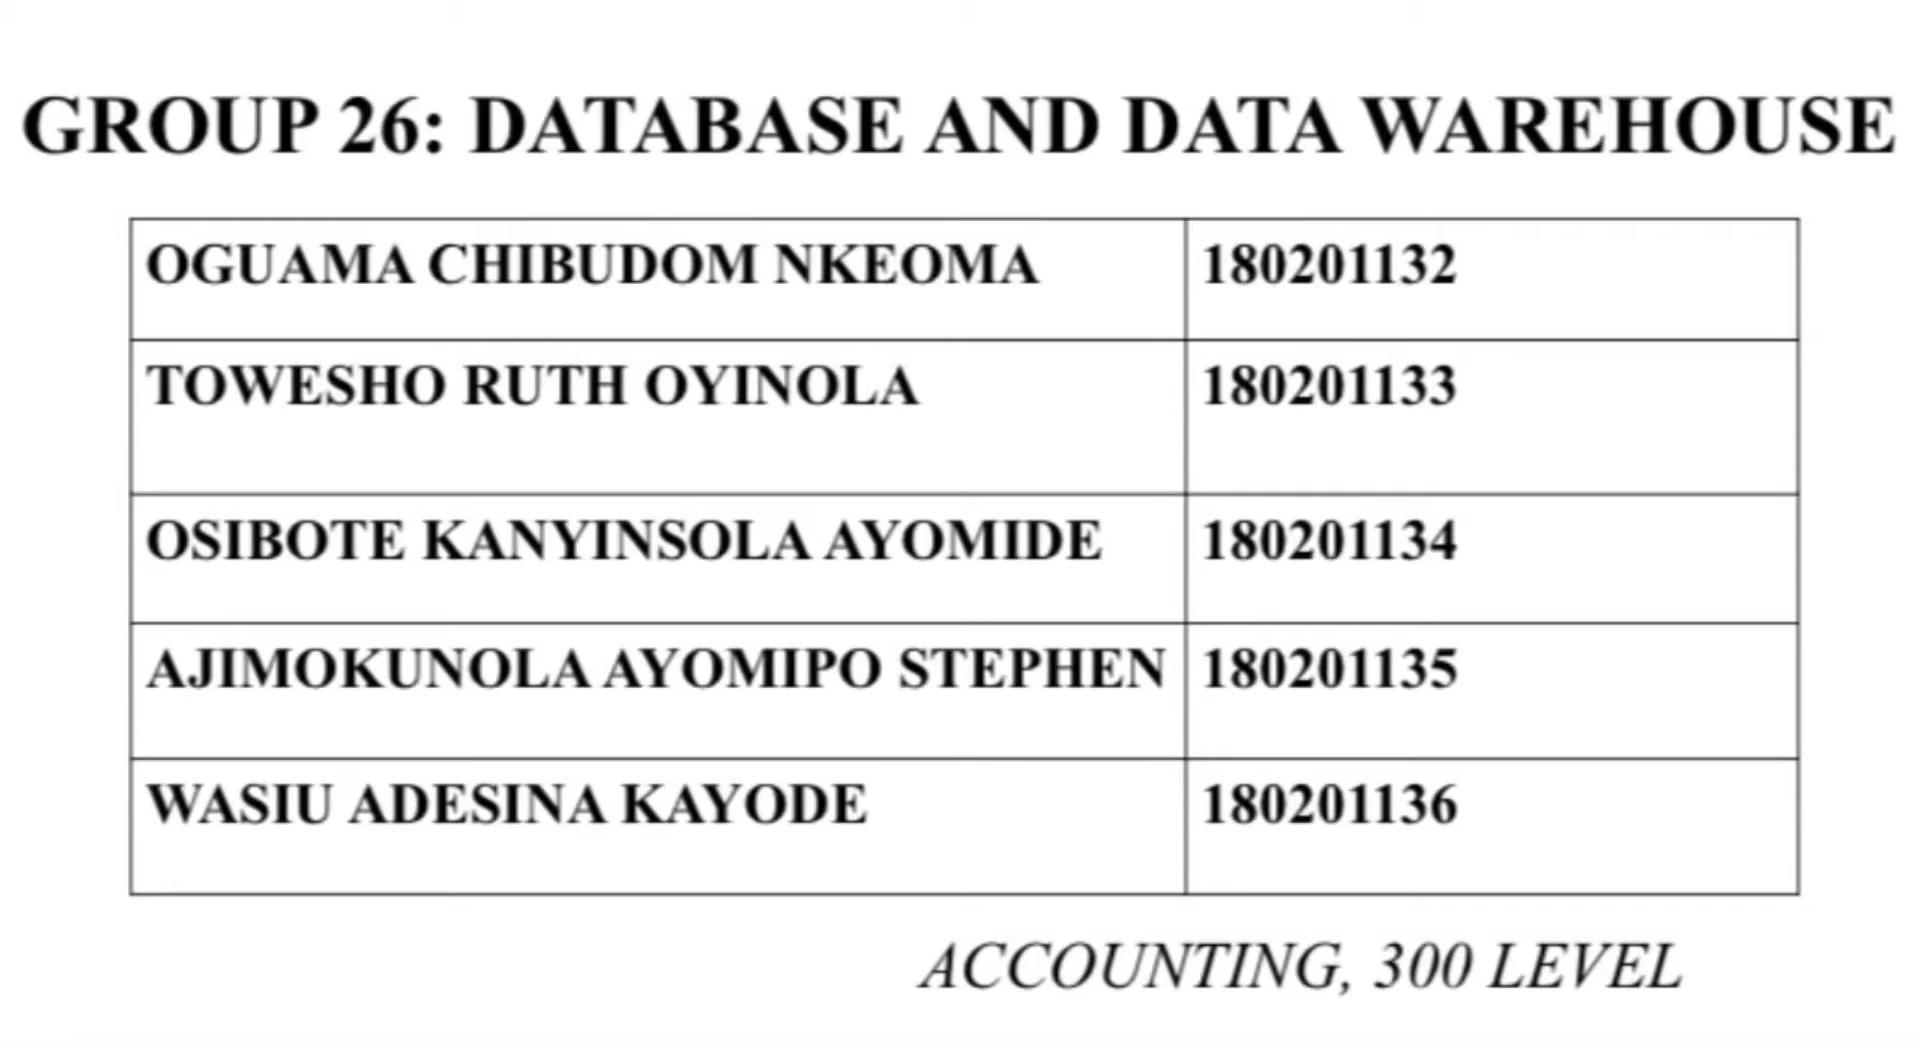 GROUP 26: DATABASE AND DATA WAREHOUSE
OGUAMA CHIBUDOM NKEOMA 180201132
TOWESHO RUTH OYINOLA 180201133
OSIBOTE KANYINSOLA AYOMIDE 180201134
AJIMOKUNOLA AYOMIPO STEPHEN 180201135
WASIU ADESINA KAYODE 180201136
ACCOUNTING, 300 LEVEL